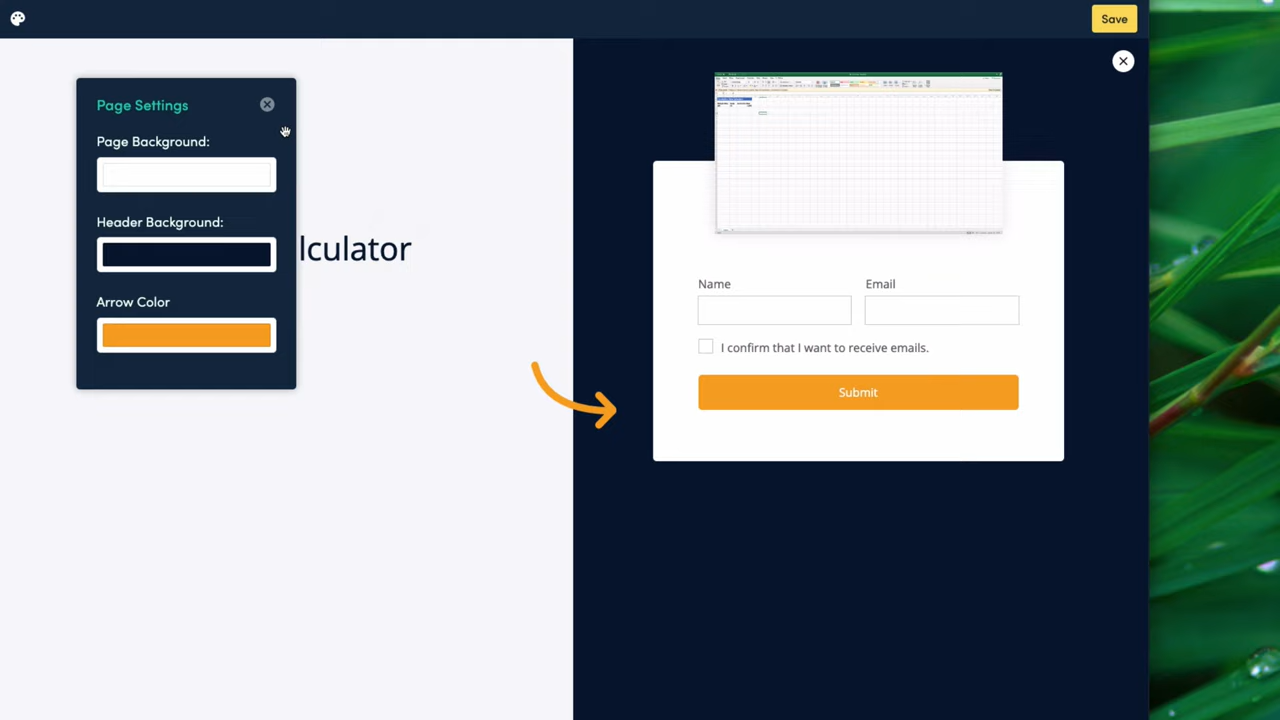 Save
Page Settings
Page Background:
Header Background:
lculator
Arrow Color
Name
Email
I confirm that I want to receive emails.
Submit